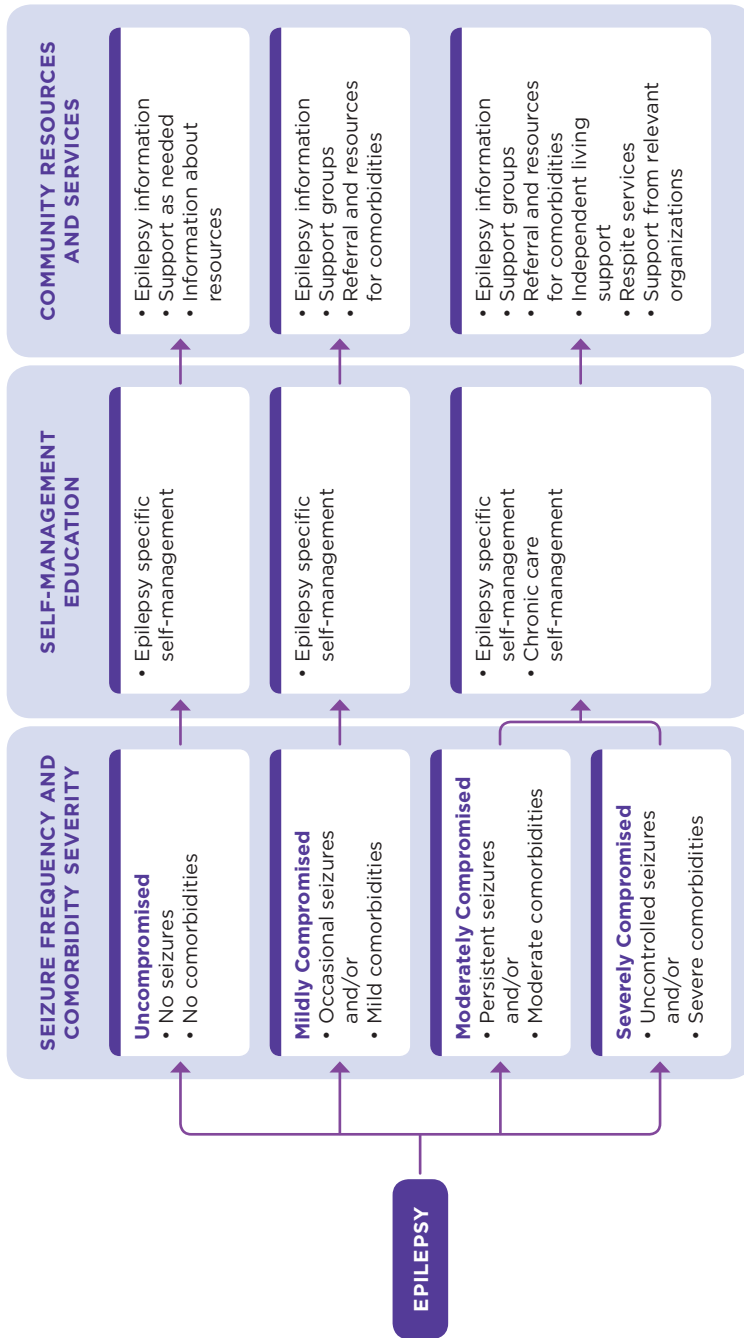 EPILEPSY
SEIZURE FREQUENCY AND
COMORBIDITY SEVERITY
Uncompromised
• No seizures
• No comorbidities
Mildly Compromised
• Occasional seizures
and/or
• Mild comorbidities
Moderately Compromised
• Persistent seizures
and/or
• Moderate comorbidities
Severely Compromised
• Uncontrolled seizures
and/or
• Severe comorbidities
SELF-MANAGEMENT
EDUCATION
• Epilepsy specific
self-management
• Epilepsy specific
self-management
• Epilepsy specific
self-management
• Chronic care
self-management
COMMUNITY RESOURCES
AND SERVICES
• Epilepsy information
• Support as needed
• Information about
resources
• Epilepsy information
• Support groups
• Referral and resources
for comorbidities
• Epilepsy information
• Support groups
• Referral and resources
for comorbidities
• Independent living
support
• Respite services
• Support from relevant
organizations